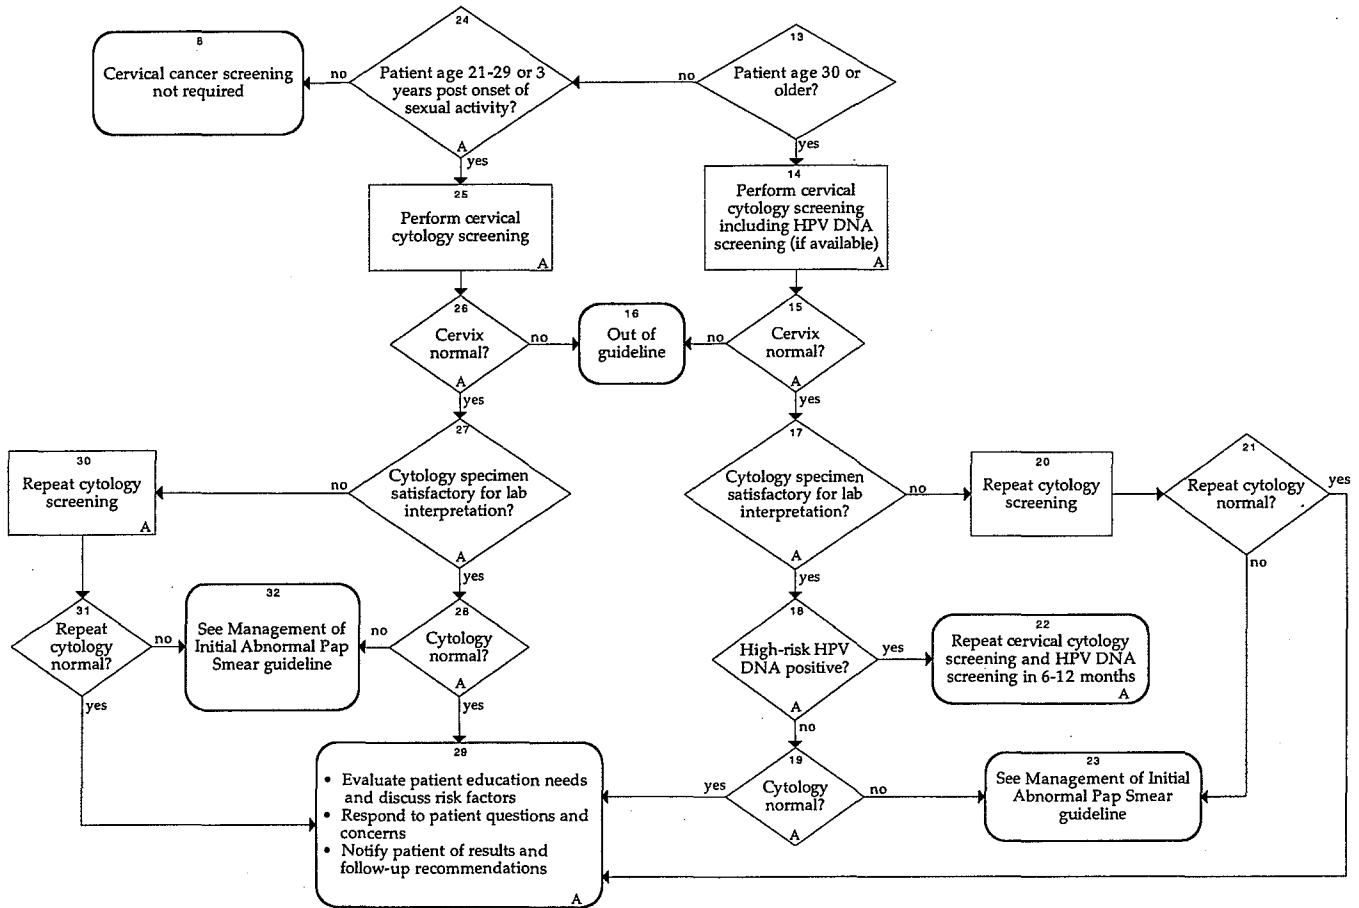 8
Cervical cancer screening
not required
no
24
Patient age 21-29 or 3
years post onset of
sexual activity?
A
yes
no
13
Patient age 30 or
older?
yes
25
Perform cervical
cytology screening
A
14
Perform cervical
cytology screening
including HPV DNA
screening (if available)
A
26
Cervix
normal?
A
no
yes
16
Out of
guideline
no
15
Cervix
normal?
A
yes
30
Repeat cytology
screening
A
no
27
Cytology specimen
satisfactory for lab
interpretation?
A
yes
17
Cytology specimen
satisfactory for lab
interpretation?
A
yes
no
20
Repeat cytology
screening
21
Repeat cytology
normal?
yes
no
31
Repeat
cytology
normal?
no
yes
32
See Management of
Initial Abnormal Pap
Smear guideline
no
28
Cytology
normal?
A
yes
18
High-risk HPV
DNA positive?
A
yes
no
22
Repeat cervical cytology
screening and HPV DNA
screening in 6-12 months
A
29
• Evaluate patient education needs
and discuss risk factors
• Respond to patient questions and
concerns
• Notify patient of results and
follow-up recommendations
A
yes
19
Cytology
normal?
A
no
23
See Management of Initial
Abnormal Pap Smear
guideline